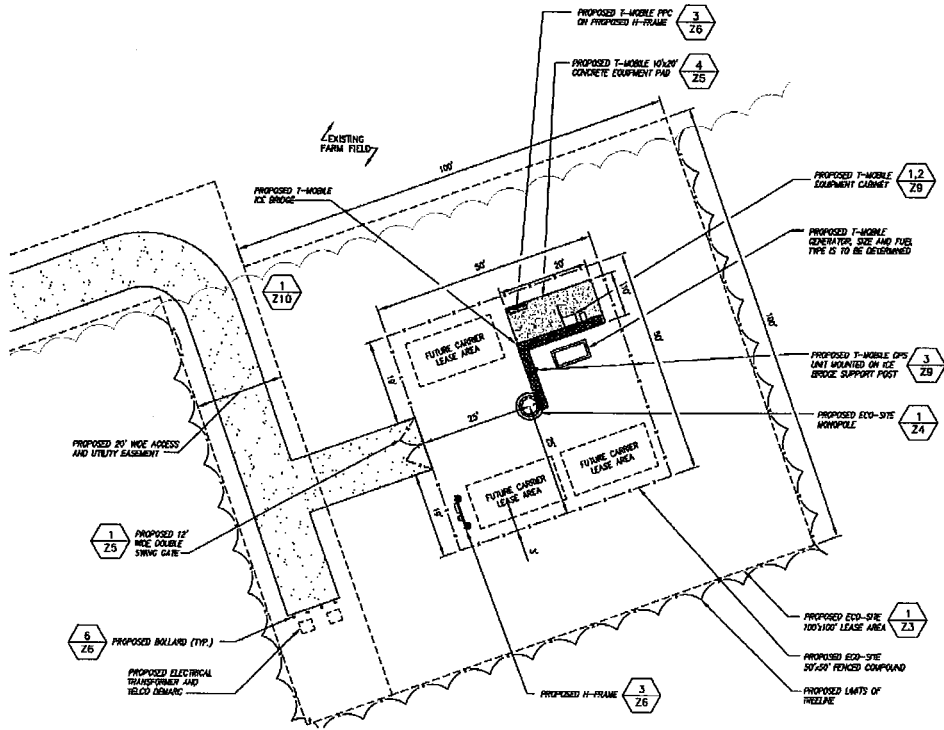 PROPOSED T-MOBILE PPC
ON PROPOSED H-FRAME
3
Z6
PROPOSED T-MOBILE 10'x20'
CONCRETE EQUIPMENT PAD
4
Z5
EXISTING
FARM FIELD
100'
PROPOSED T-MOBILE
ICE BRIDGE
PROPOSED T-MOBILE
EQUIPMENT CABINET
1,2
Z9
PROPOSED T-MOBILE
GENERATOR, SIZE AND FUEL
TYPE IS TO BE DETERMINED
1
Z10
50'
20'
10'
50'
100'
FUTURE CARRIER
LEASE AREA
PROPOSED T-MOBILE GPS
UNIT MOUNTED ON ICE
BRIDGE SUPPORT POST
3
Z9
25'
PROPOSED ECO-SITE
MONOPOLE
1
Z4
PROPOSED 20' WIDE ACCESS
AND UTILITY EASEMENT
FUTURE CARRIER
LEASE AREA
FUTURE CARRIER
LEASE AREA
1
Z5
PROPOSED 12'
WIDE DOUBLE
SWING GATE
6
Z6
PROPOSED BOLLARD (TYP.)
PROPOSED ELECTRICAL
TRANSFORMER AND
TELCO DEMARC
PROPOSED H-FRAME
3
Z6
PROPOSED ECO-SITE
100'x100' LEASE AREA
1
Z3
PROPOSED ECO-SITE
50'x50' FENCED COMPOUND
PROPOSED LIMITS OF
TREELINE